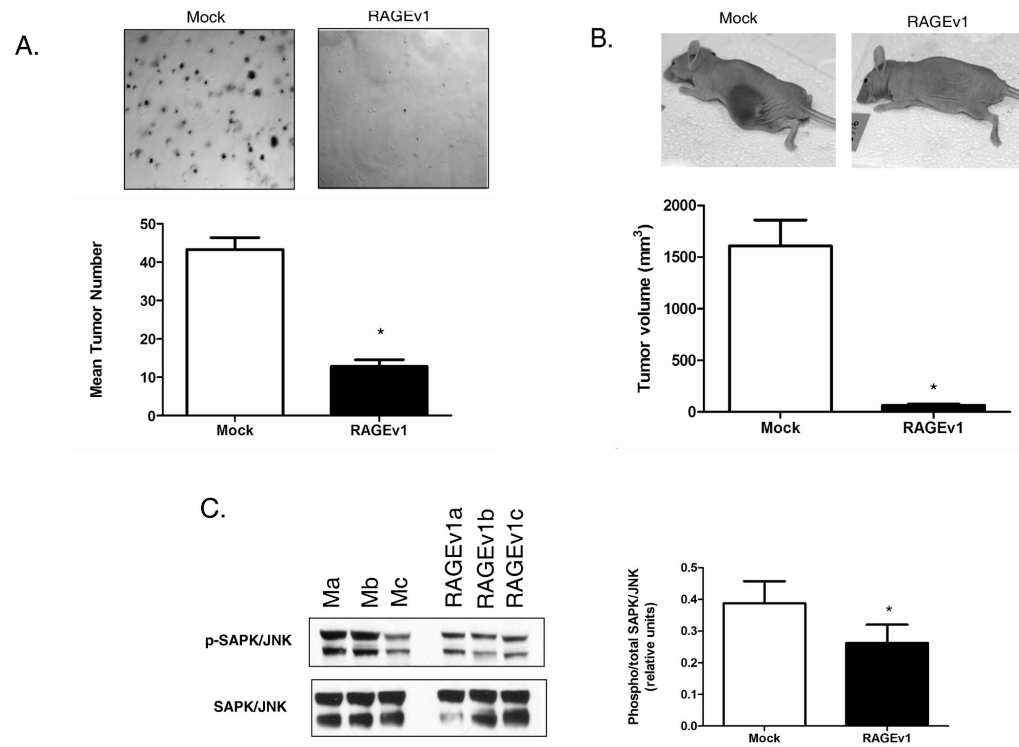 A.
Mock
RAGEv1
Mean Tumor Number
50
40
30
20
10
0
*
Mock
RAGEv1
B.
Mock
RAGEv1
Tumor volume (mm³)
2000
1500
1000
500
0
*
Mock
RAGEv1
C.
Ma
Mb
Mc
RAGEv1a
RAGEv1b
RAGEv1c
p-SAPK/JNK
SAPK/JNK
Phospho/total SAPK/JNK
(relative units)
0.5
0.4
0.3
0.2
0.1
0.0
*
Mock
RAGEv1